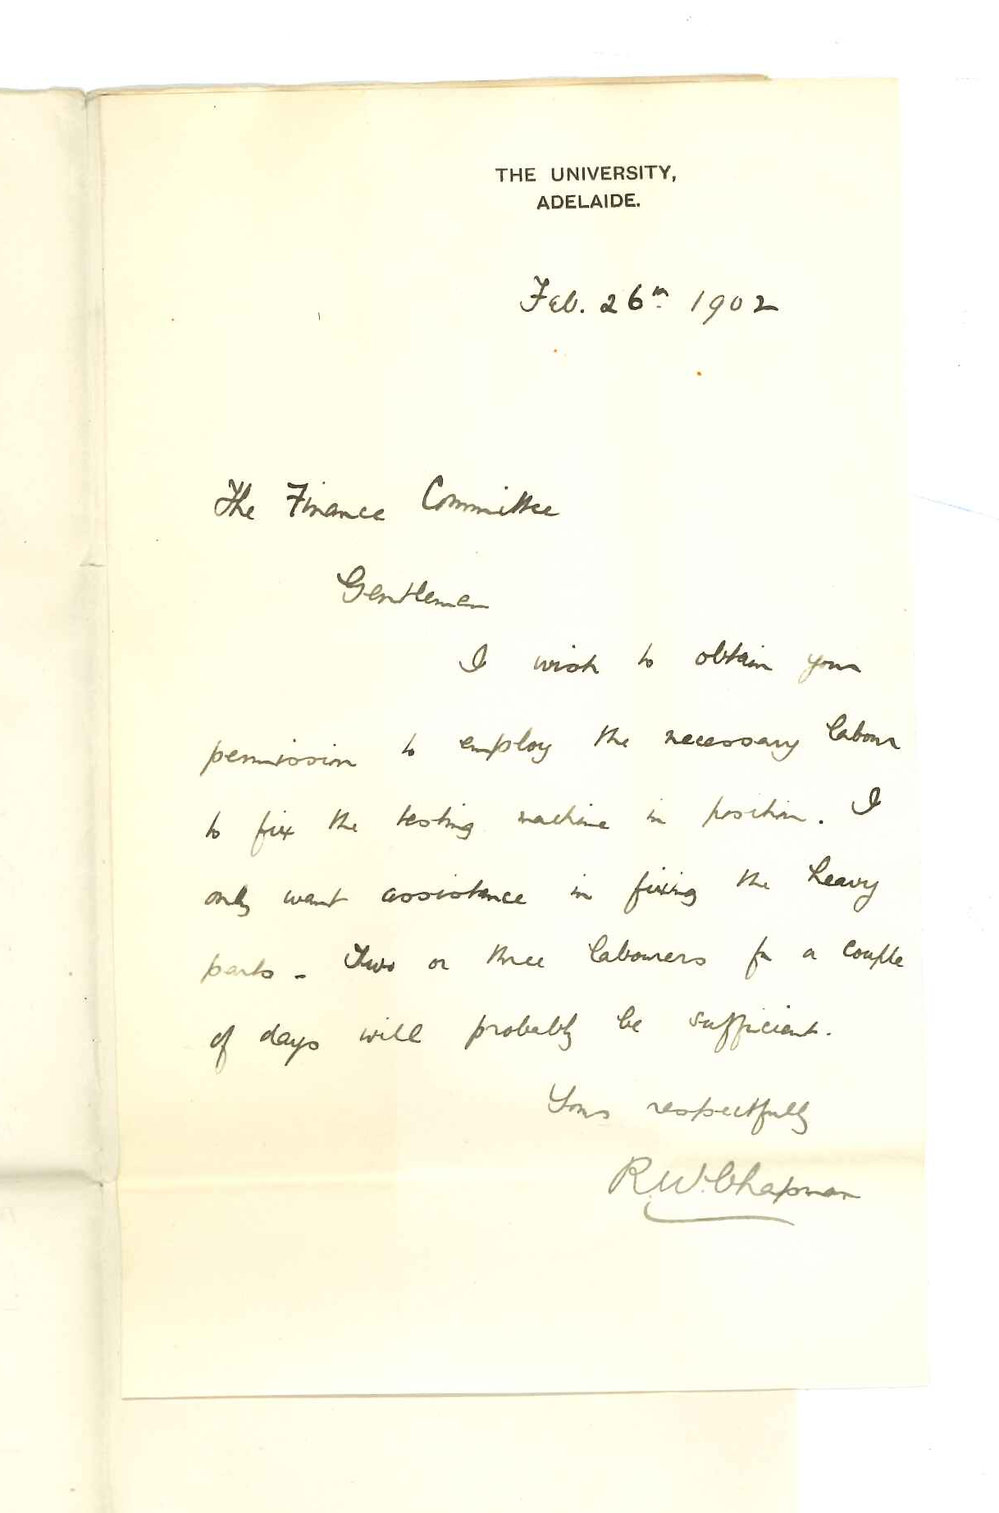 THE UNIVERSITY,
ADELAIDE.
Feb. 26th 1902
The Finance Committee
Gentlemen
I wish to obtain your
permission to employ the necessary labour
to fix the testing machine in position. I
only want assistance in fixing the heavy
parts - Two or three labourers for a couple
of days will probably be sufficient.
Yours respectfully
R.W. Chapman